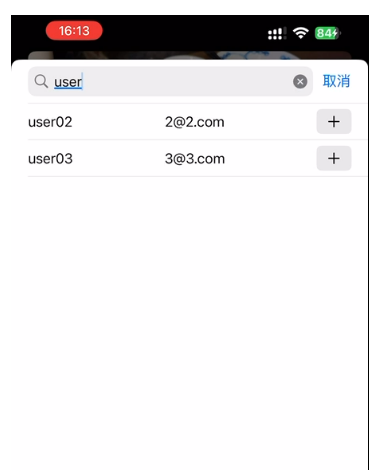 16:13
84
user
取消
user02 2@2.com +
user03 3@3.com +